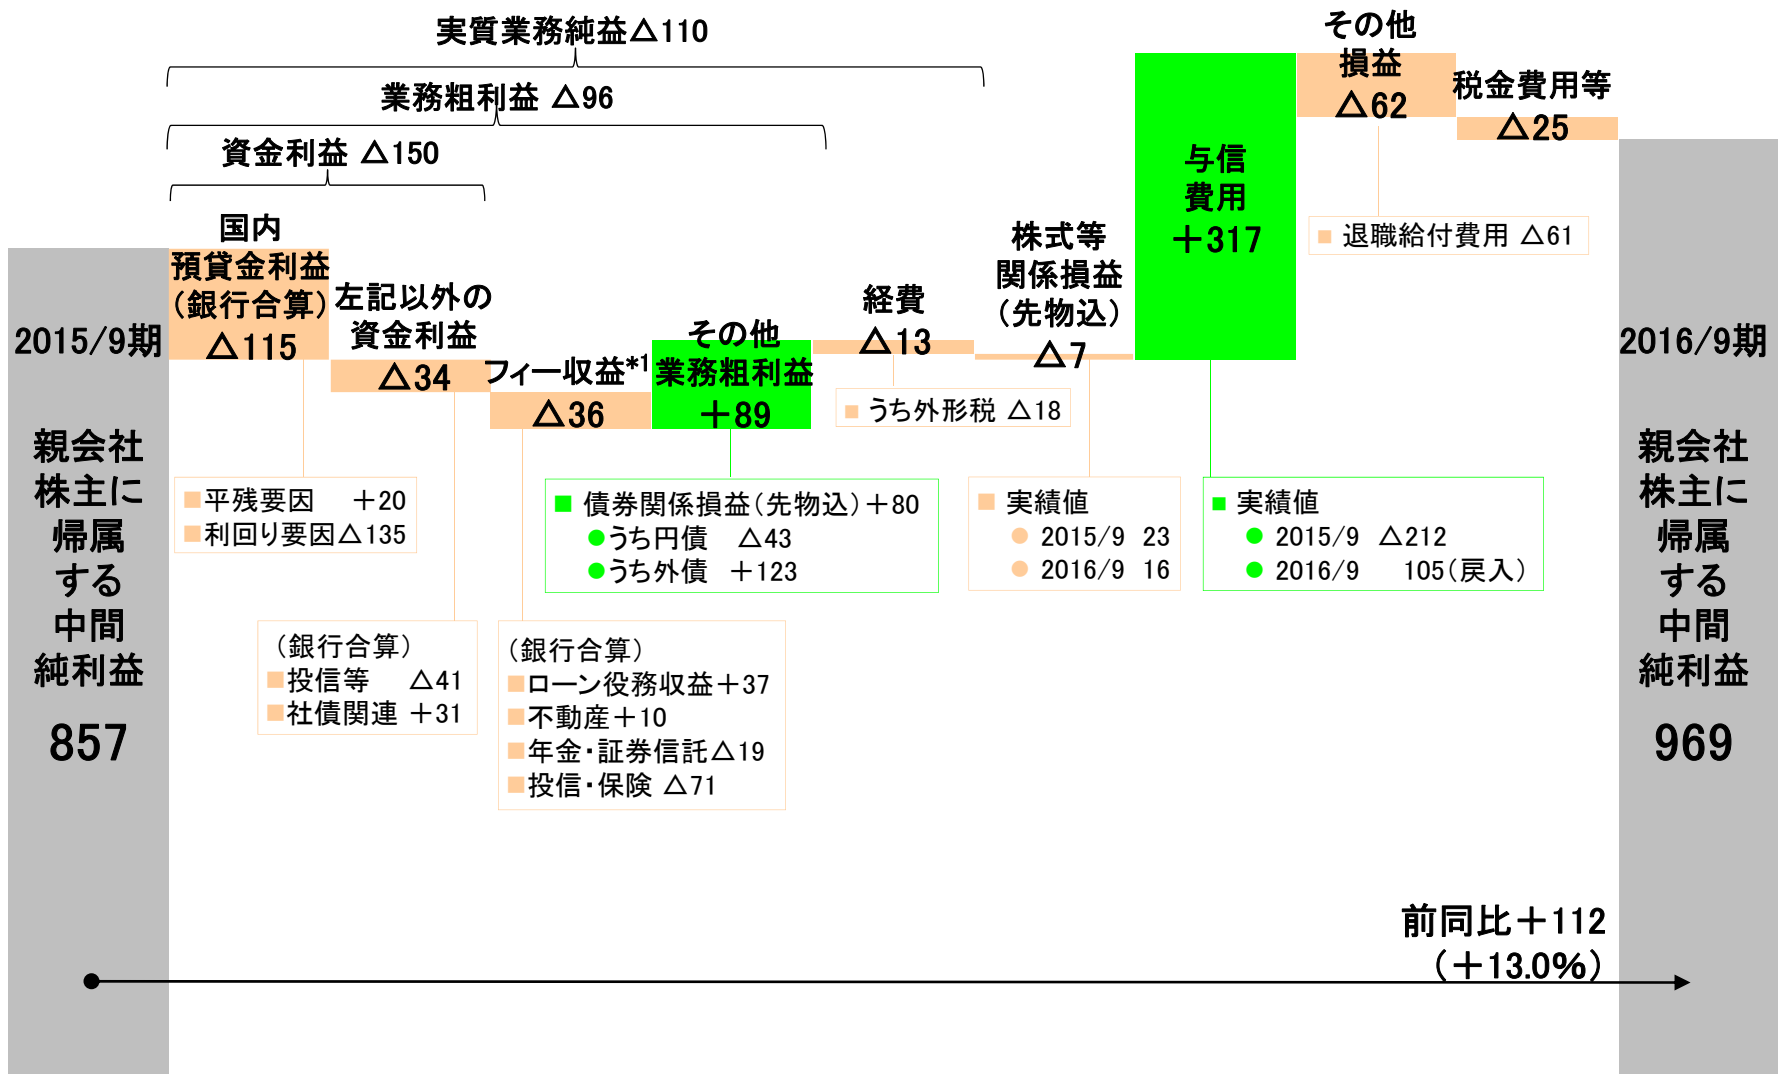 実質業務純益△110
業務粗利益 △96
資金利益 △150
2015/9期
親会社
株主に
帰属
する
中間
純利益
857
国内
預貸金利益
(銀行合算)
△115
■平残要因 +20
■利回り要因△135
左記以外の
資金利益
△34
(銀行合算)
■投信等 △41
■社債関連 +31
フィー収益*1
△36
(銀行合算)
■ローン役務収益+37
■不動産+10
■年金・証券信託△19
■投信・保険 △71
その他
業務粗利益
+89
■ 債券関係損益(先物込)+80
●うち円債 △43
●うち外債 +123
経費
△13
■ うち外形税 △18
株式等
関係損益
(先物込)
△7
■ 実績値
● 2015/9 23
● 2016/9 16
与信
費用
+317
■ 実績値
● 2015/9 △212
● 2016/9 105(戻入)
その他
損益
△62
■ 退職給付費用 △61
税金費用等
△25
2016/9期
親会社
株主に
帰属
する
中間
純利益
969
前同比+112
(+13.0%)